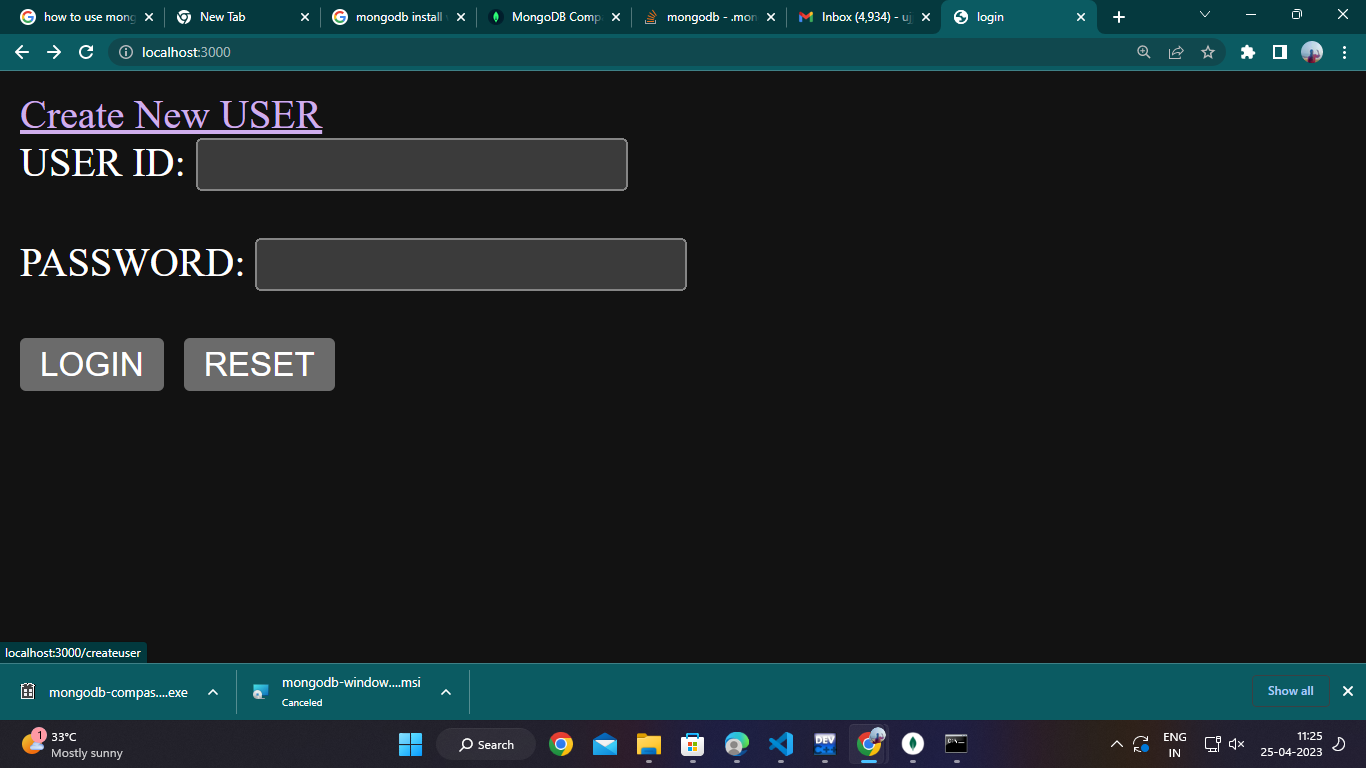 how to use mong
New Tab
mongodb install
MongoDB Comp
mongodb - .mon
Inbox (4,934) - uj
login
localhost:3000
Create New USER
USER ID:
PASSWORD:
LOGIN RESET
localhost:3000/createuser
mongodb-compas....exe
mongodb-window....msi
Canceled
Show all
1
33°C
Mostly sunny
Search
DEV
ENG
IN
11:25
25-04-2023